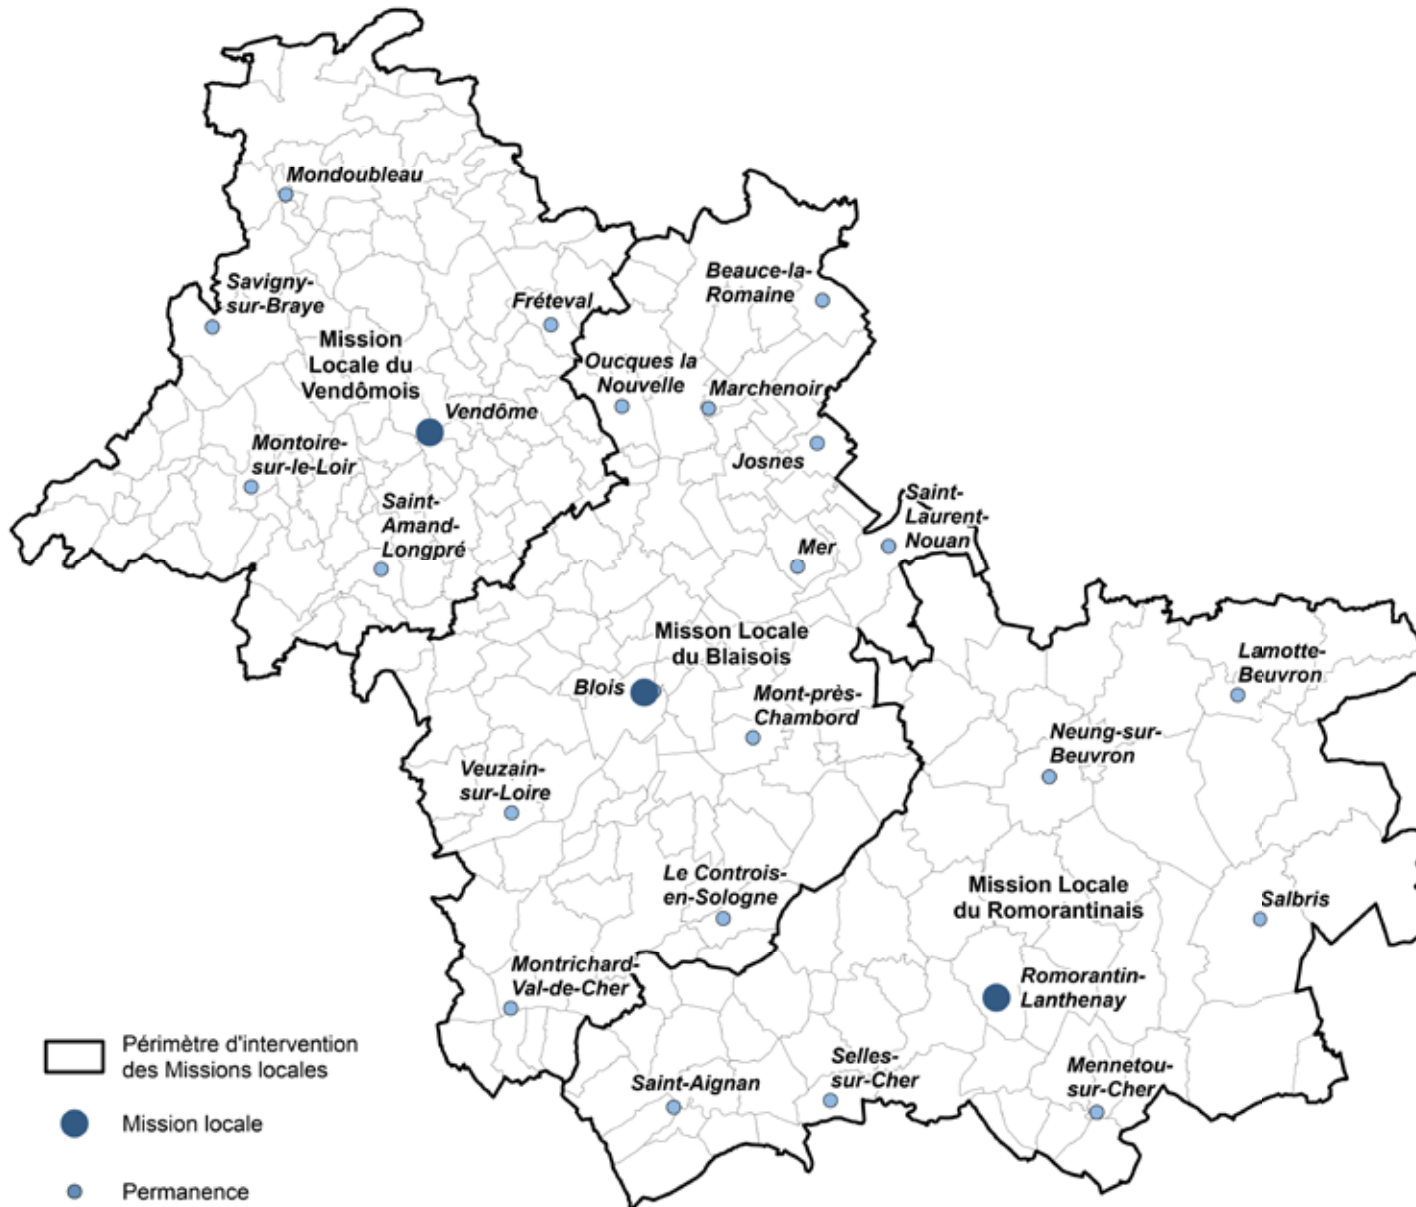 Mondoubleau
Savigny-
sur-Braye
Fréteval
Mission
Locale du
Vendômois
Vendôme
Montoire-
sur-le-Loir
Saint-
Amand-
Longpré
Beauce-la-
Romaine
Oucques la
Nouvelle
Marchenoir
Josnes
Saint-
Laurent-
Nouan
Mer
Misson Locale
du Blaisois
Blois
Mont-près-
Chambord
Veuzain-
sur-Loire
Le Controis-
en-Sologne
Montrichard-
Val-de-Cher
Lamotte-
Beuvron
Neung-sur-
Beuvron
Mission Locale
du Romorantinais
Salbris
Romorantin-
Lanthenay
Selles-
sur-Cher
Mennetou-
sur-Cher
Saint-Aignan
Périmètre d'intervention
des Missions locales
Mission locale
Permanence